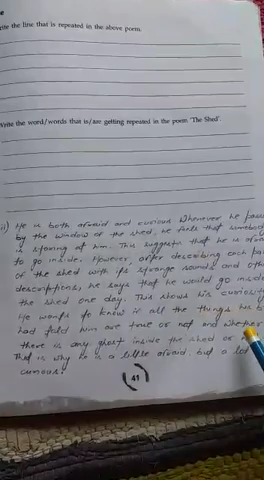 e
ite the line that is repeated in the above poem.
Write the word/words that is/are getting repeated in the poem 'The Shed'.
i) He is both afraid and curious Whenever he pass
by the window of the shed, he feels that somebody
is staring at him. This suggests that he is afra
to go inside. However, after describing each pa
of the shed with its strange sounds and oth
descriptions, he says that he would go inside
the shed one day. This shows his curiosity
He wants to know if all the things his b
had told him are true or not and whether
there is any ghost inside the shed or
That is why he is a little afraid but a lot
curious.
41